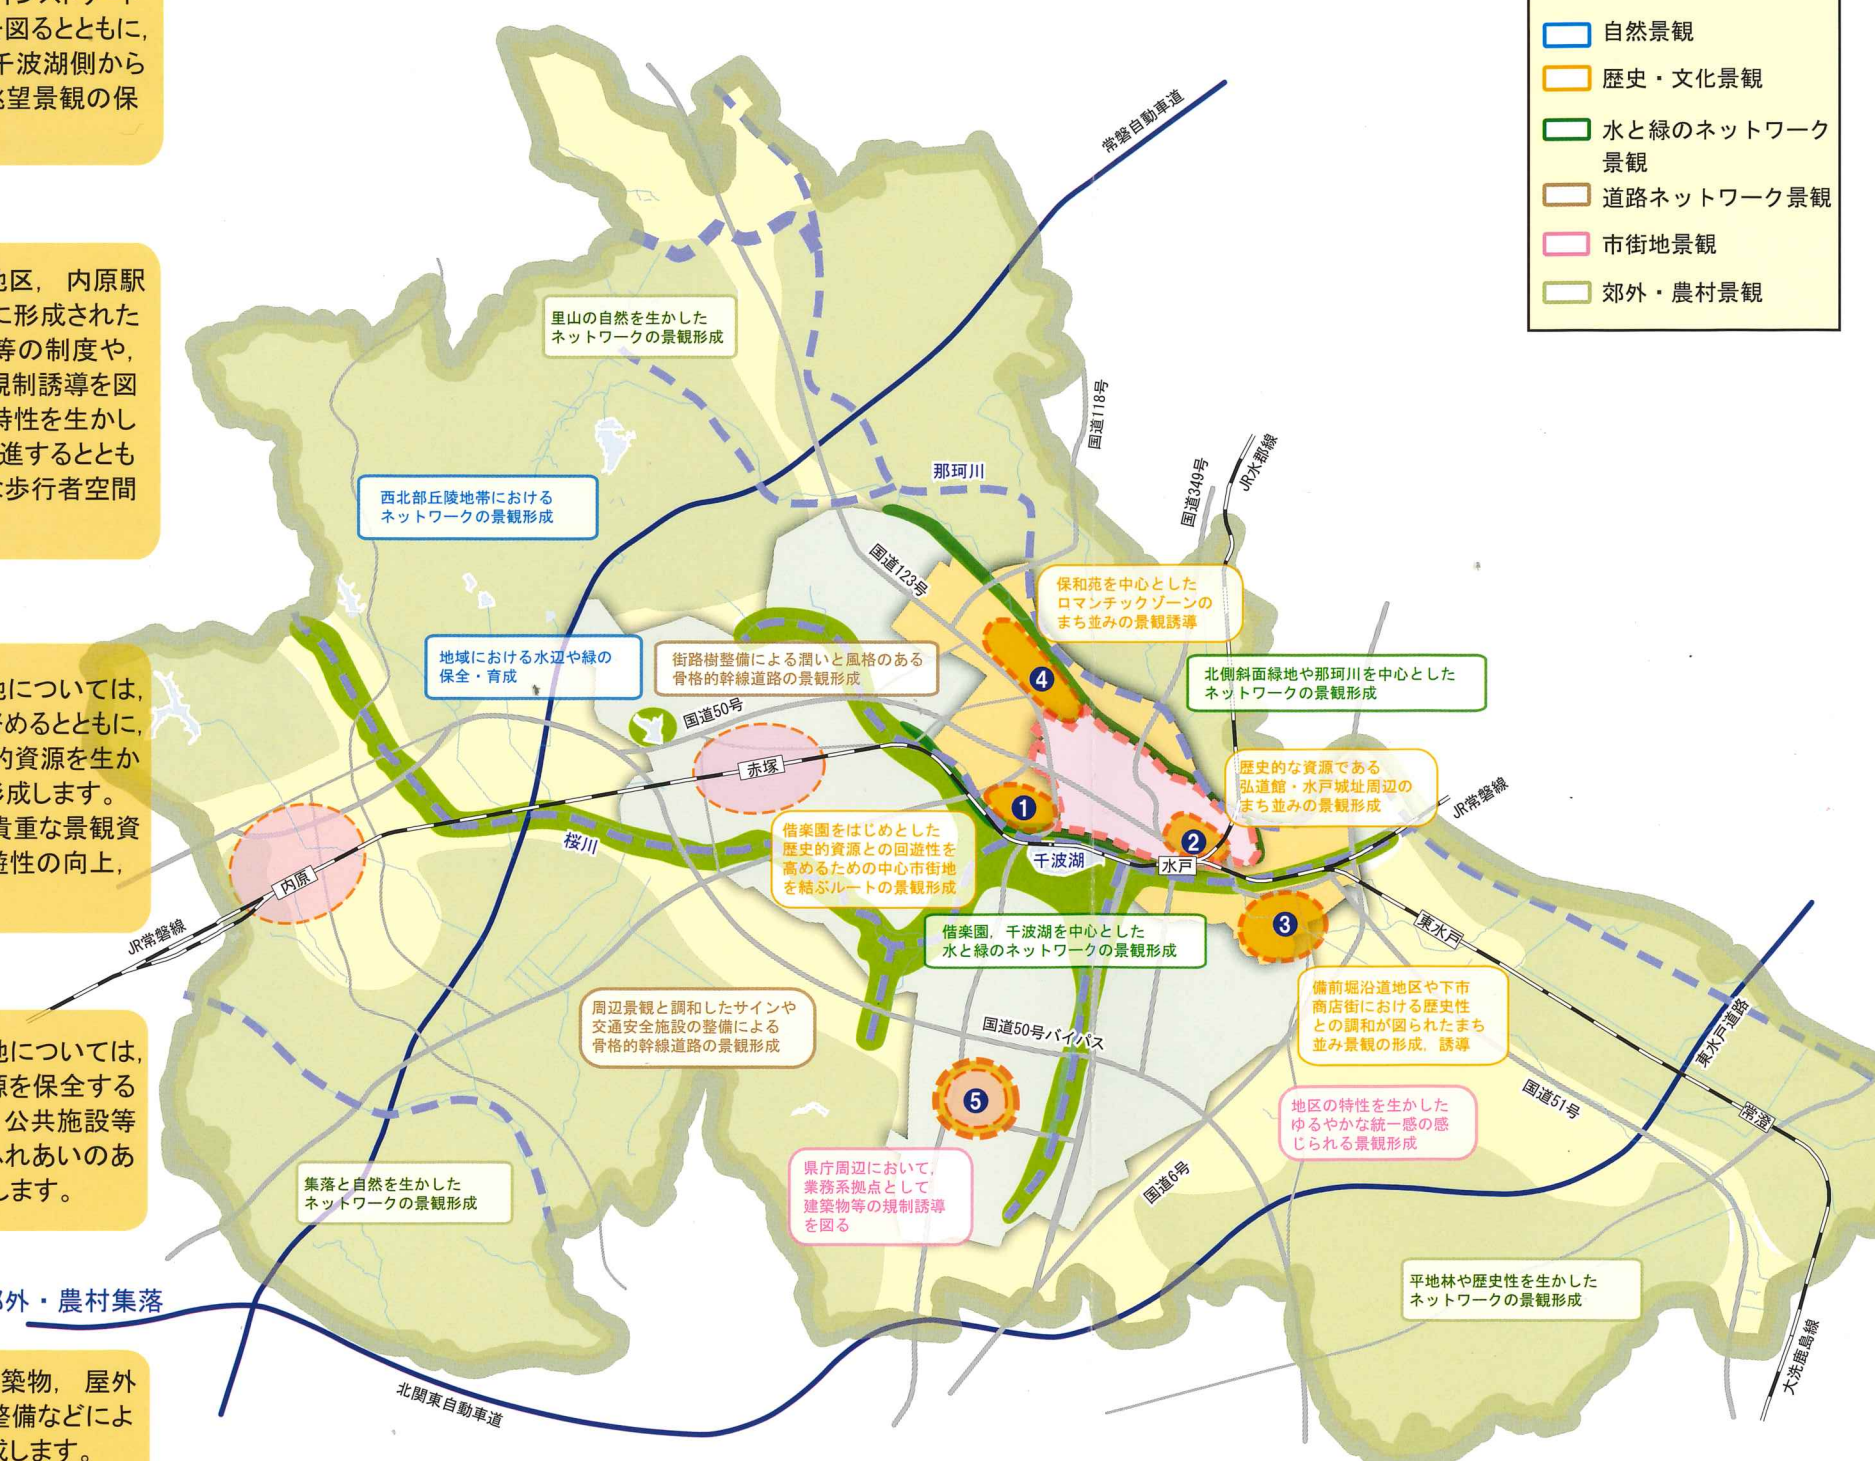 図るとともに,
千波湖側から
望景観の保
地区, 内原駅
に形成された
等の制度や,
規制誘導を図
特性を生かし
進するととも
歩行者空間
地については,
努めるとともに,
的資源を生か
形成します。
貴重な景観資
遊性の向上,
地については,
源を保全する
公共施設等
ふれあいのあ
します。
外・農村集落
築物, 屋外
整備などによ
成します。
自然景観
歴史・文化景観
水と緑のネットワーク
景観
道路ネットワーク景観
市街地景観
郊外・農村景観
常磐自動車道
里山の自然を生かした
ネットワークの景観形成
国道118号
那珂川
国道349号
JR水郡線
西北部丘陵地帯における
ネットワークの景観形成
国道123号
保和苑を中心とした
ロマンチックゾーンの
まち並みの景観誘導
地域における水辺や緑の
保全・育成
街路樹整備による潤いと風格のある
骨格的幹線道路の景観形成
4
北側斜面緑地や那珂川を中心とした
ネットワークの景観形成
国道50号
赤塚
歴史的な資源である
弘道館・水戸城址周辺の
まち並みの景観形成
JR常磐線
1
2
偕楽園をはじめとした
歴史的資源との回遊性を
高めるための中心市街地
を結ぶルートの景観形成
桜川
千波湖
水戸
内原
JR常磐線
3
東水戸
偕楽園, 千波湖を中心とした
水と緑のネットワークの景観形成
備前堀沿道地区や下市
商店街における歴史性
との調和が図られたまち
並み景観の形成, 誘導
周辺景観と調和したサインや
交通安全施設の整備による
骨格的幹線道路の景観形成
国道50号バイパス
東水戸道路
5
国道51号
常澄
地区の特性を生かした
ゆるやかな統一感の感
じられる景観形成
県庁周辺において,
業務系拠点として
建築物等の規制誘導
を図る
国道6号
集落と自然を生かした
ネットワークの景観形成
平地林や歴史性を生かした
ネットワークの景観形成
大洗鹿島線
北関東自動車道